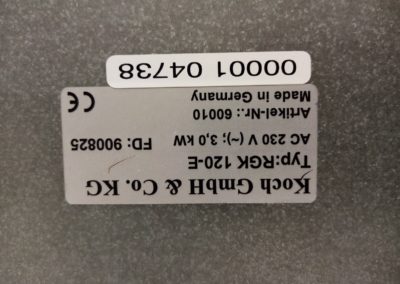 Koch GmbH & Co. KG
Typ:RGK 120-E
AC 230 V (~); 3,0 kW FD: 900825
Artikel-Nr.: 60010
Made in Germany CE
00001 04738